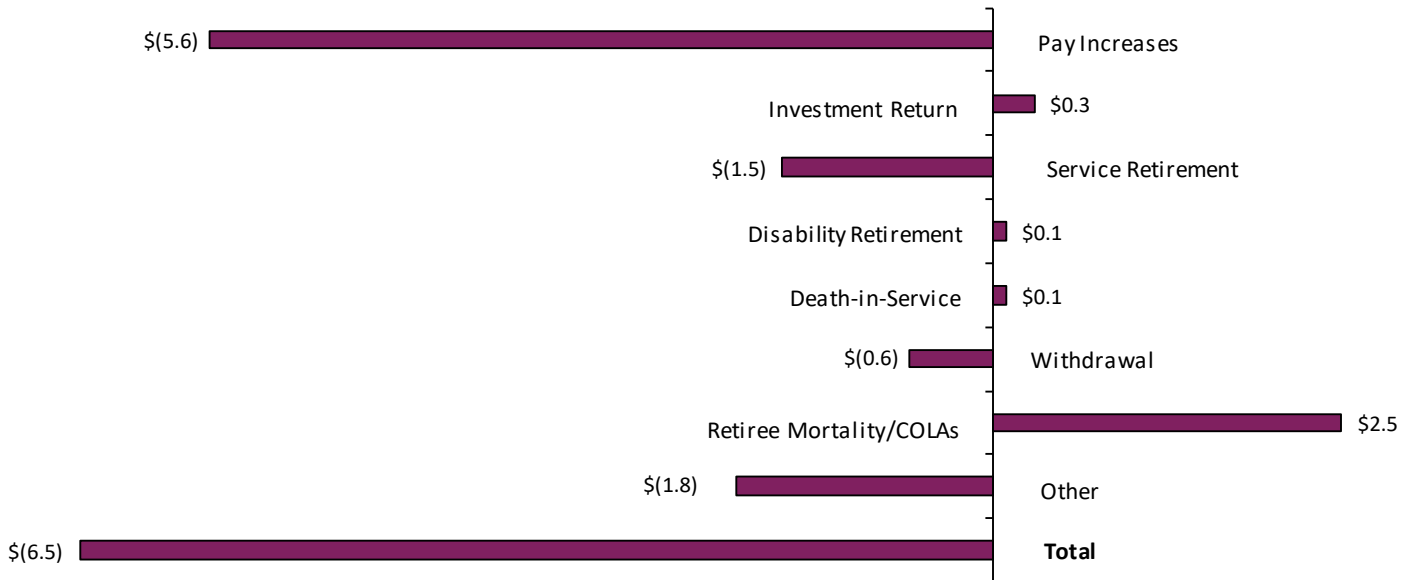 $(5.6) Pay Increases
Investment Return $0.3
$(1.5) Service Retirement
Disability Retirement $0.1
Death-in-Service $0.1
$(0.6) Withdrawal
Retiree Mortality/COLAs $2.5
$(1.8) Other
$(6.5) Total